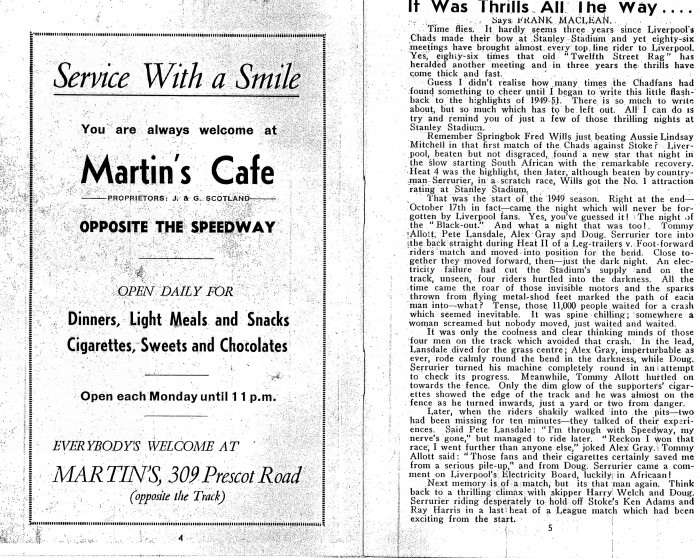 Service With a Smile
You are always welcome at
Martin's Cafe
PROPRIETORS: J. & G. SCOTLAND
OPPOSITE THE SPEEDWAY
OPEN DAILY FOR
Dinners, Light Meals and Snacks
Cigarettes, Sweets and Chocolates
Open each Monday until 11 p.m.
EVERYBODY'S WELCOME AT
MARTIN'S, 309 Prescot Road
(opposite the Track)
4
It Was Thrills All The Way ....
Says FRANK MACLEAN.
Time flies. It hardly seems three years since Liverpool's
Chads made their bow at Stanley Stadium and yet eighty-six
meetings have brought almost every top line rider to Liverpool.
Yes, eighty-six times that old "Twelfth Street Rag" has
heralded another meeting and in three years the thrills have
come thick and fast.
Guess I didn't realise how many times the Chadfans had
found something to cheer until I began to write this little flash-
back to the highlights of 1949-51. There is so much to write
about, but so much which has to be left out. All I can do is
try and remind you of just a few of those thrilling nights at
Stanley Stadium.
Remember Springbok Fred Wills just beating Aussie Lindsay
Mitchell in that first match of the Chads against Stoke? Liver-
pool, beaten but not disgraced, found a new star that night in
the slow starting South African with the remarkable recovery.
Heat 4 was the highlight, then later, although beaten by country-
man Serrurier, in a scratch race, Wills got the No. 1 attraction
rating at Stanley Stadium.
That was the start of the 1949 season. Right at the end—
October 17th in fact—came the night which will never be for-
gotten by Liverpool fans. Yes, you've guessed it! The night of
the "Black-out." And what a night that was too!. Tommy
Allott, Pete Lansdale, Alex Gray and Doug. Serrurier tore into
the back straight during Heat II of a Leg-trailers v. Foot-forward
riders match and moved into position for the bend. Close to-
gether they moved forward, then—just the dark night. An elec-
tricity failure had cut the Stadium's supply and on the
track, unseen, four riders hurtled into the darkness. All the
time came the roar of those invisible motors and the sparks
thrown from flying metal-shod feet marked the path of each
man into—what? Tense, those 11,000 people waited for a crash
which seemed inevitable. It was spine chilling; somewhere a
woman screamed but nobody moved, just waited and waited.
It was only the coolness and clear thinking minds of those
four men on the track which avoided that crash. In the lead,
Lansdale dived for the grass centre; Alex Gray, imperturbable as
ever, rode calmly round the bend in the darkness, while Doug.
Serrurier turned his machine completely round in an attempt
to check its progress. Meanwhile, Tommy Allott hurtled on
towards the fence. Only the dim glow of the supporters' cigar-
ettes showed the edge of the track and he was almost on the
fence as he turned inwards, just a yard or two from danger.
Later, when the riders shakily walked into the pits—two
had been missing for ten minutes—they talked of their experi-
ences. Said Pete Lansdale: "I'm through with Speedway, my
nerve's gone," but managed to ride later. "Reckon I won that
race, I went further than anyone else," joked Alex Gray. Tommy
Allott said: "Those fans and their cigarettes certainly saved me
from a serious pile-up," and from Doug. Serrurier came a com-
ment on Liverpool's Electricity Board, luckily in Africaan!
Next memory is of a match, but its that man again. Think
back to a thrilling climax with skipper Harry Welch and Doug.
Serrurier riding desperately to hold off Stoke's Ken Adams and
Ray Harris in a last heat of a League match which had been
exciting from the start.
5